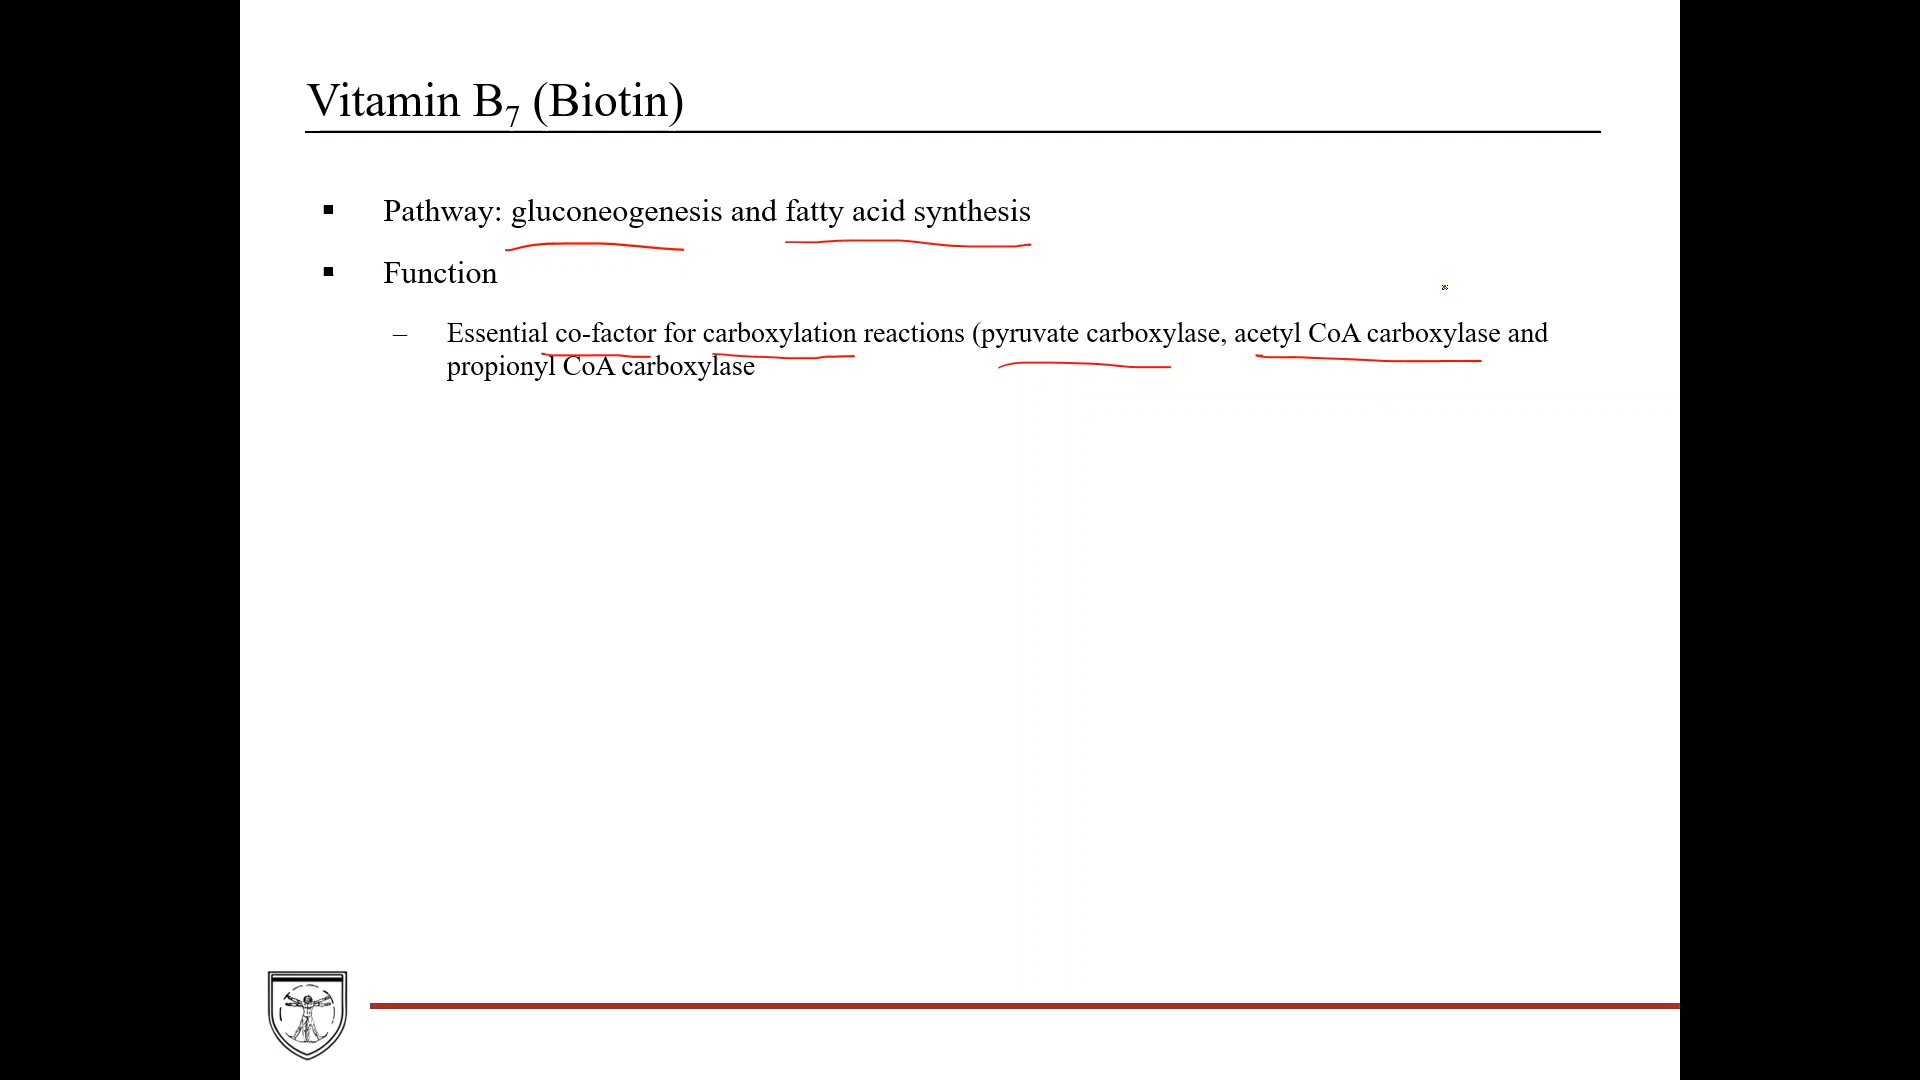 Vitamin B₇ (Biotin)
▪ Pathway: gluconeogenesis and fatty acid synthesis
▪ Function
– Essential co-factor for carboxylation reactions (pyruvate carboxylase, acetyl CoA carboxylase and
propionyl CoA carboxylase